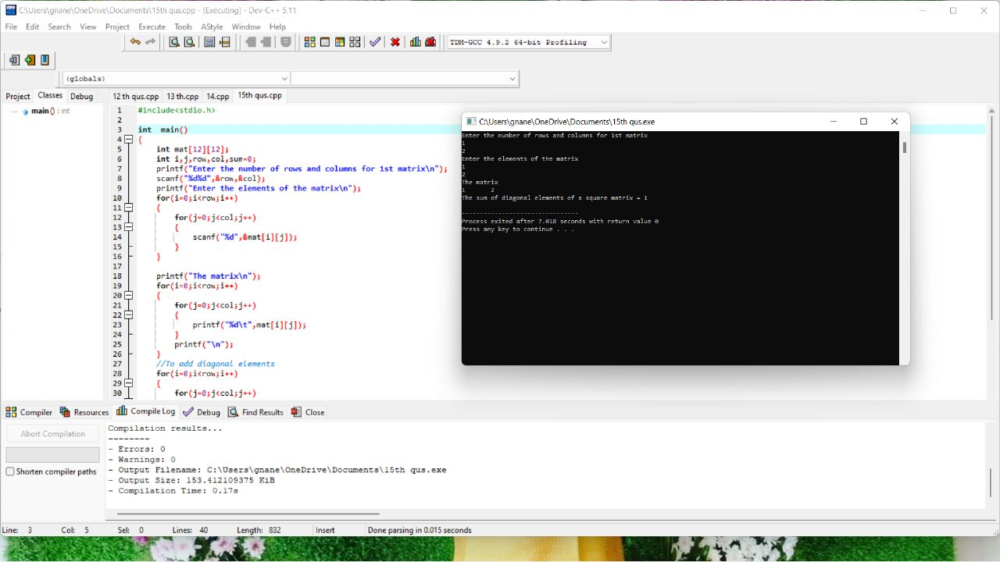 C:\Users\gnane\OneDrive\Documents\15th qus.cpp - [Executing] - Dev-C++ 5.11
File Edit Search View Project Execute Tools AStyle Window Help
TDM-GCC 4.9.2 64-bit Profiling
(globals)
Project Classes Debug
12 th qus.cpp 13 th.cpp 14.cpp 15th qus.cpp
main () : int
1 #include<stdio.h>
2
3 int  main()
4 {
5 int mat[12][12];
6 int i,j,row,col,sum=0;
7 printf("Enter the number of rows and columns for 1st matrix\n");
8 scanf("%d%d",&row,&col);
9 printf("Enter the elements of the matrix\n");
10 for(i=0;i<row;i++)
11 {
12 for(j=0;j<col;j++)
13 {
14 scanf("%d",&mat[i][j]);
15 }
16 }
17
18 printf("The matrix\n");
19 for(i=0;i<row;i++)
20 {
21 for(j=0;j<col;j++)
22 {
23 printf("%d\t",mat[i][j]);
24 }
25 printf("\n");
26 }
27 //To add diagonal elements
28 for(i=0;i<row;i++)
29 {
30 for(j=0;j<col;j++)
C:\Users\gnane\OneDrive\Documents\15th qus.exe
Enter the number of rows and columns for 1st matrix
1
2
Enter the elements of the matrix
1
2
The matrix
1 2
The sum of diagonal elements of a square matrix = 1
--------------------------------
Process exited after 7.018 seconds with return value 0
Press any key to continue . . .
Compiler Resources Compile Log Debug Find Results Close
Abort Compilation
Shorten compiler paths
Compilation results...
--------
- Errors: 0
- Warnings: 0
- Output Filename: C:\Users\gnane\OneDrive\Documents\15th qus.exe
- Output Size: 153.412109375 KiB
- Compilation Time: 0.17s
Line: 3 Col: 5 Sel: 0 Lines: 40 Length: 832 Insert Done parsing in 0.015 seconds